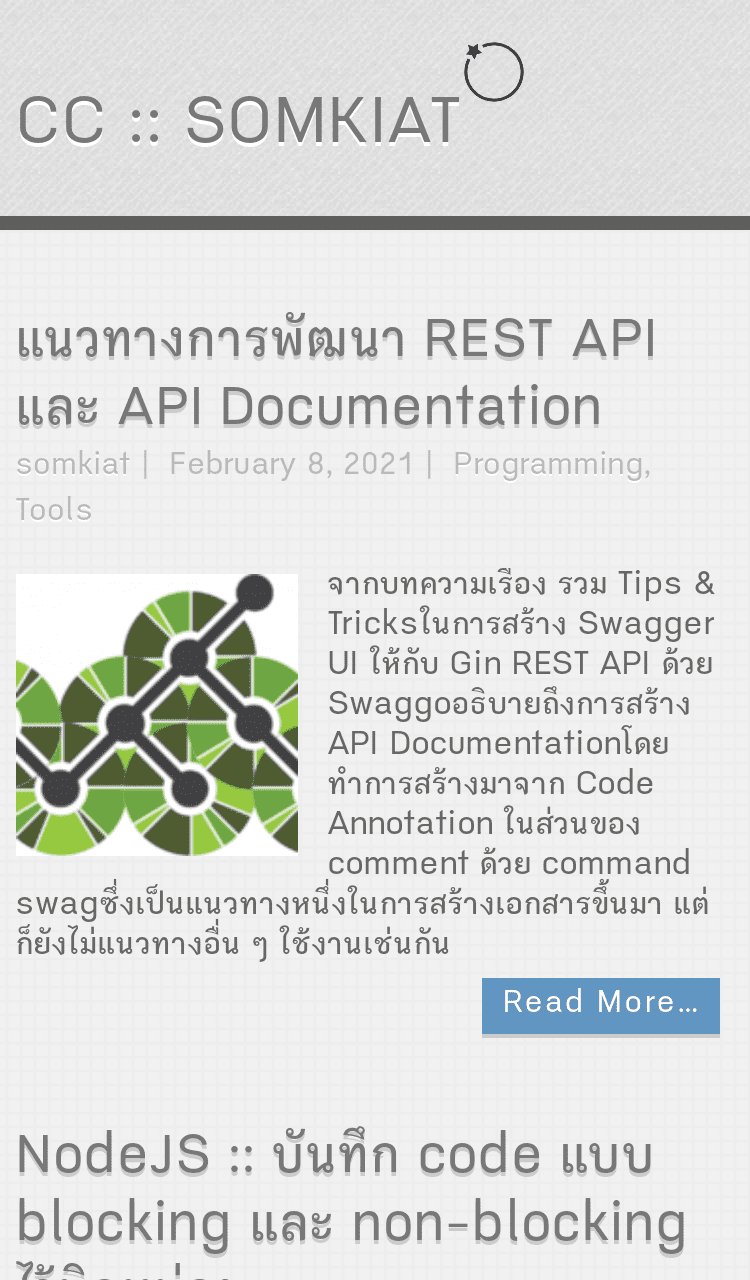 CC :: SOMKIAT
แนวทางการพัฒนา REST API
และ API Documentation
somkiat | February 8, 2021 | Programming,
Tools
จากบทความเรื่อง รวม Tips &
Tricksในการสร้าง Swagger
UI ให้กับ Gin REST API ด้วย
Swaggoอธิบายถึงการสร้าง
API Documentationโดย
ทำการสร้างมาจาก Code
Annotation ในส่วนของ
comment ด้วย command
swagซึ่งเป็นแนวทางหนึ่งในการสร้างเอกสารขึ้นมา แต่
ก็ยังไม่แนวทางอื่น ๆ ใช้งานเช่นกัน
Read More…
NodeJS :: บันทึก code แบบ
blocking และ non-blocking